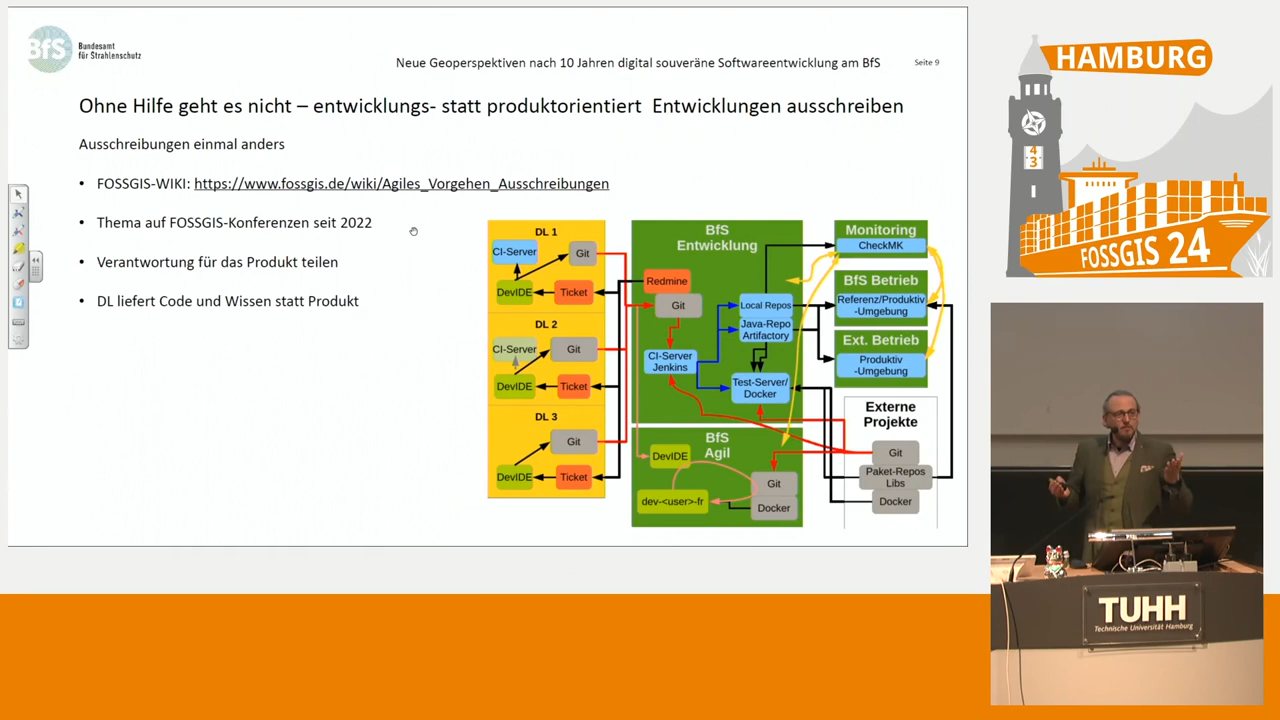 BfS
Bundesamt
für Strahlenschutz
Neue Geoperspektiven nach 10 Jahren digital souveräne Softwareentwicklung am BfS
Seite 9
Ohne Hilfe geht es nicht – entwicklungs- statt produktorientiert Entwicklungen ausschreiben
Ausschreibungen einmal anders
• FOSSGIS-WIKI: https://www.fossgis.de/wiki/Agiles_Vorgehen_Ausschreibungen
• Thema auf FOSSGIS-Konferenzen seit 2022
• Verantwortung für das Produkt teilen
• DL liefert Code und Wissen statt Produkt
DL 1
CI-Server
Git
DevIDE
Ticket
DL 2
CI-Server
Git
DevIDE
Ticket
DL 3
Git
DevIDE
Ticket
BfS
Entwicklung
Redmine
Git
Local Repos
Java-Repo
Artifactory
CI-Server
Jenkins
Test-Server/
Docker
BfS
Agil
DevIDE
Git
dev-<user>-fr
Docker
Monitoring
CheckMK
BfS Betrieb
Referenz/Produktiv
-Umgebung
Ext. Betrieb
Produktiv
-Umgebung
Externe
Projekte
Git
Paket-Repos
Libs
Docker
HAMBURG
4
3
FOSSGIS 24
TUHH
Technische Universität Hamburg